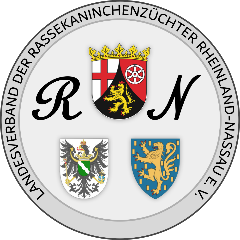 LANDESVERBAND DER RASSEKANINCHENZÜCHTER RHEINLAND-NASSAU E. V.
R N